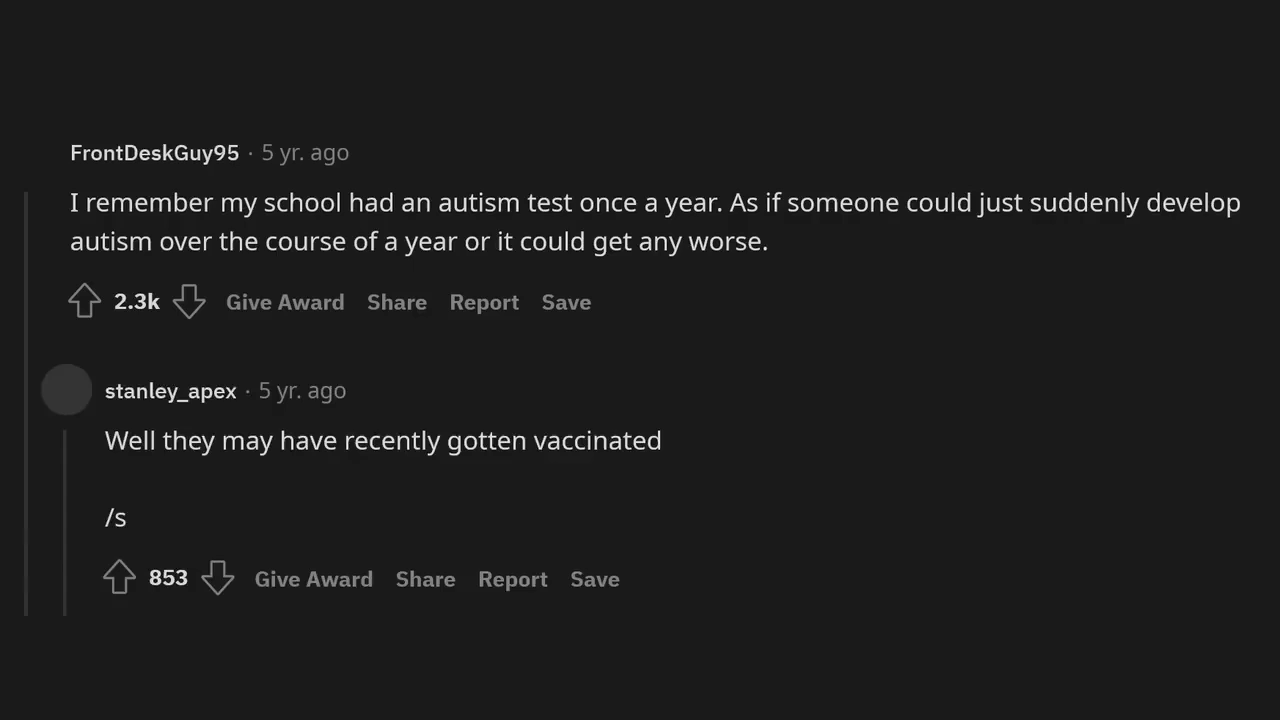 FrontDeskGuy95 · 5 yr. ago
I remember my school had an autism test once a year. As if someone could just suddenly develop
autism over the course of a year or it could get any worse.
2.3k Give Award Share Report Save
stanley_apex · 5 yr. ago
Well they may have recently gotten vaccinated
/s
853 Give Award Share Report Save